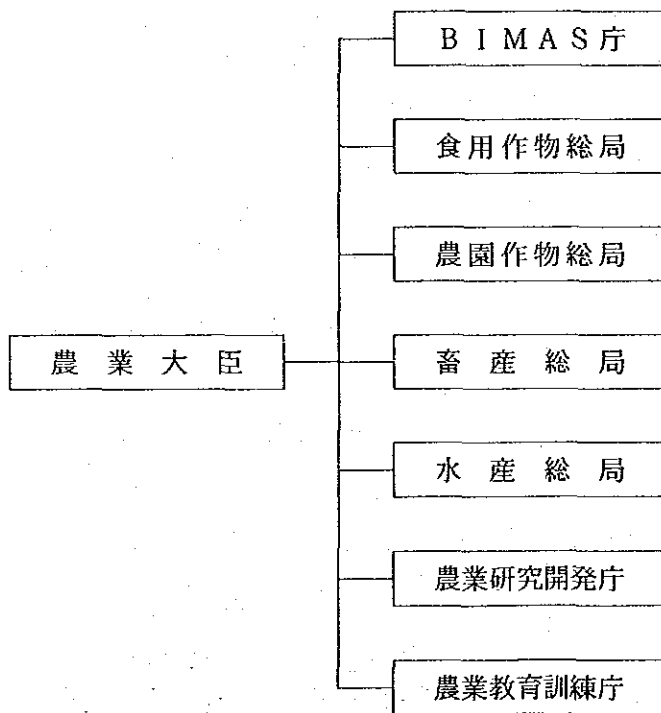 BIMAS庁
食用作物総局
農園作物総局
農業大臣
畜産総局
水産総局
農業研究開発庁
農業教育訓練庁